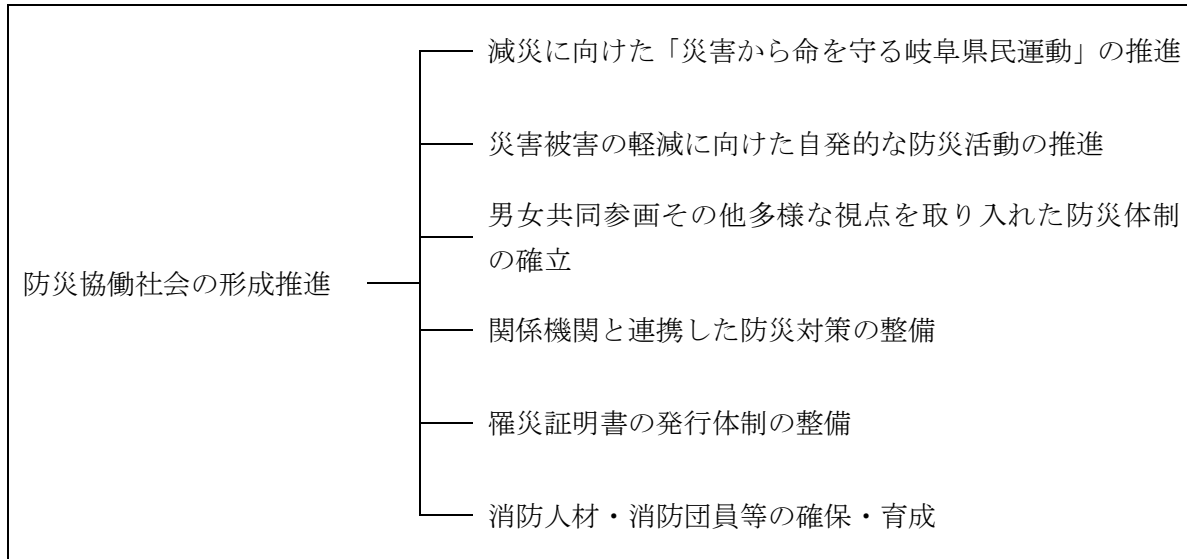 減災に向けた「災害から命を守る岐阜県民運動」の推進
災害被害の軽減に向けた自発的な防災活動の推進
男女共同参画その他多様な視点を取り入れた防災体制
の確立
防災協働社会の形成推進
関係機関と連携した防災対策の整備
罹災証明書の発行体制の整備
消防人材・消防団員等の確保・育成